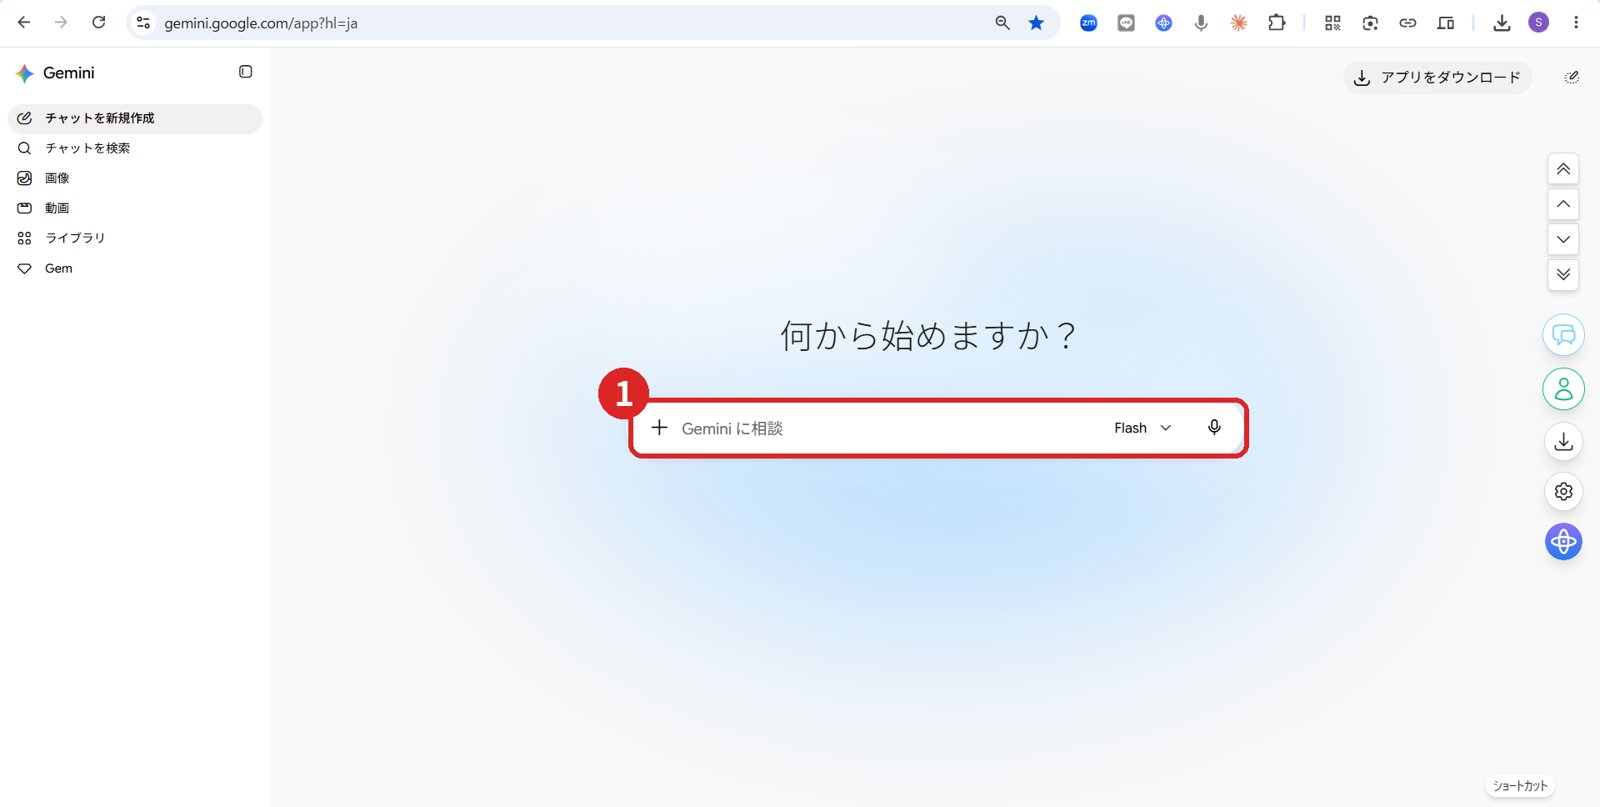 gemini.google.com/app?hl=ja
zm
LINE
S
Gemini
アプリをダウンロード
チャットを新規作成
チャットを検索
画像
動画
ライブラリ
Gem
何から始めますか？
1
Gemini に相談
Flash
ショートカット